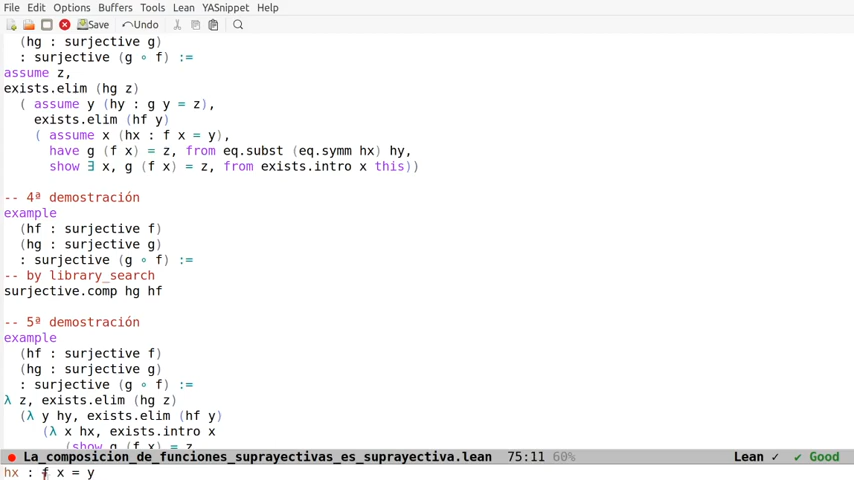 File Edit Options Buffers Tools Lean YASnippet Help
Save Undo
(hg : surjective g)
: surjective (g ∘ f) :=
assume z,
exists.elim (hg z)
( assume y (hy : g y = z),
exists.elim (hf y)
( assume x (hx : f x = y),
have g (f x) = z, from eq.subst (eq.symm hx) hy,
show ∃ x, g (f x) = z, from exists.intro x this))
-- 4ª demostración
example
(hf : surjective f)
(hg : surjective g)
: surjective (g ∘ f) :=
-- by library_search
surjective.comp hg hf
-- 5ª demostración
example
(hf : surjective f)
(hg : surjective g)
: surjective (g ∘ f) :=
λ z, exists.elim (hg z)
(λ y hy, exists.elim (hf y)
(λ x hx, exists.intro x
(show g (f x) = z
La_composicion_de_funciones_suprayectivas_es_suprayectiva.lean 75:11 60% Lean ✓ ✔ Good
hx : f x = y